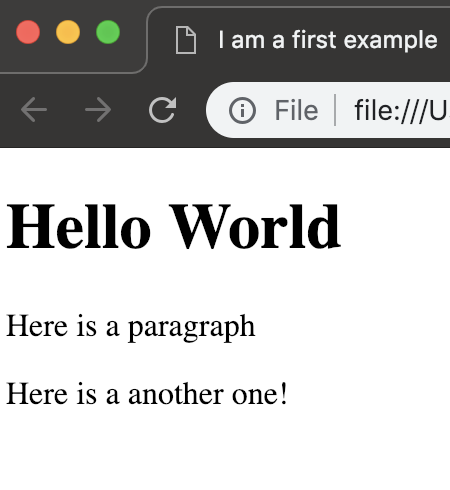 I am a first example
File file:///U
Hello World
Here is a paragraph
Here is a another one!